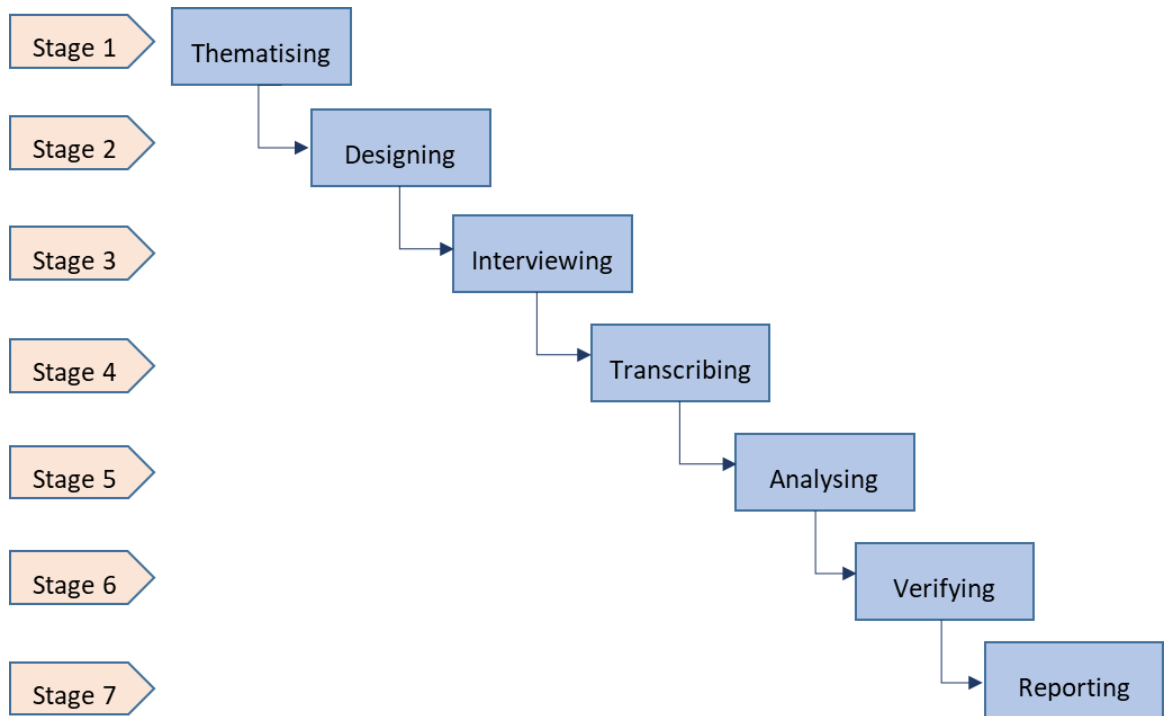 Stage 1
Thematising
Stage 2
Designing
Stage 3
Interviewing
Stage 4
Transcribing
Stage 5
Analysing
Stage 6
Verifying
Stage 7
Reporting